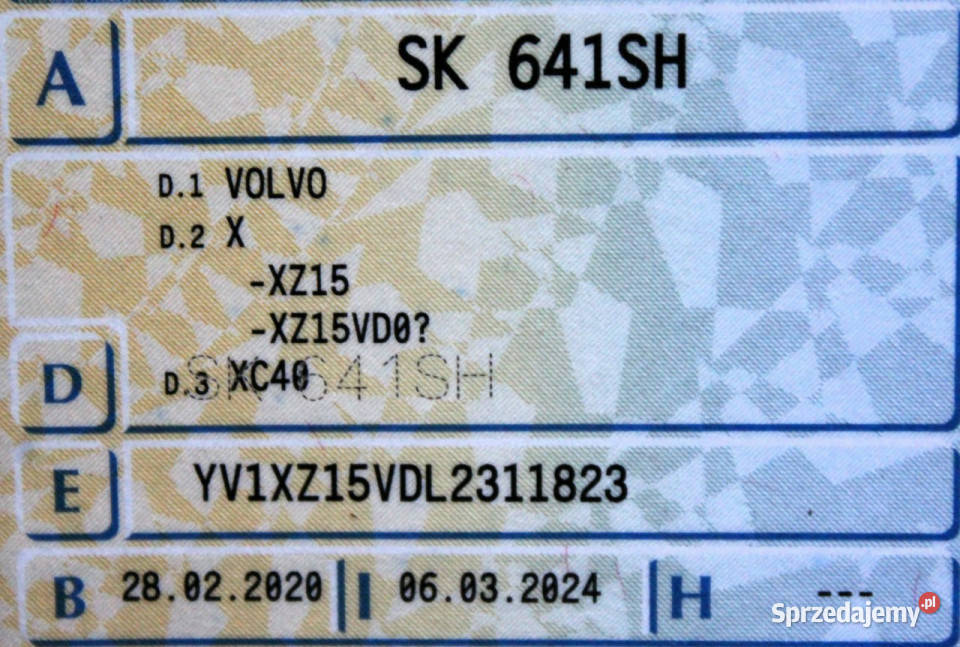 A SK 641SH
D.1 VOLVO
D.2 X
-XZ15
-XZ15VD0?
D D.3 XC40
SK 641SH
E YV1XZ15VDL2311823
B 28.02.2020 I 06.03.2024 H ---
Sprzedajemy.pl